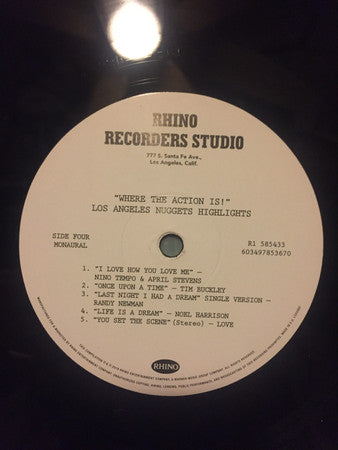 RHINO
RECORDERS STUDIO
777 S. Santa Fe Ave.,
Los Angeles, Calif.
"WHERE THE ACTION IS!"
LOS ANGELES NUGGETS HIGHLIGHTS
SIDE FOUR
MONAURAL
R1 585433
603497853670
1. "I LOVE HOW YOU LOVE ME" —
NINO TEMPO & APRIL STEVENS
2. "ONCE UPON A TIME" — TIM BUCKLEY
3. "LAST NIGHT I HAD A DREAM" SINGLE VERSION —
RANDY NEWMAN
4. "LIFE IS A DREAM" — NOEL HARRISON
5. "YOU SET THE SCENE" (Stereo) — LOVE
RHINO